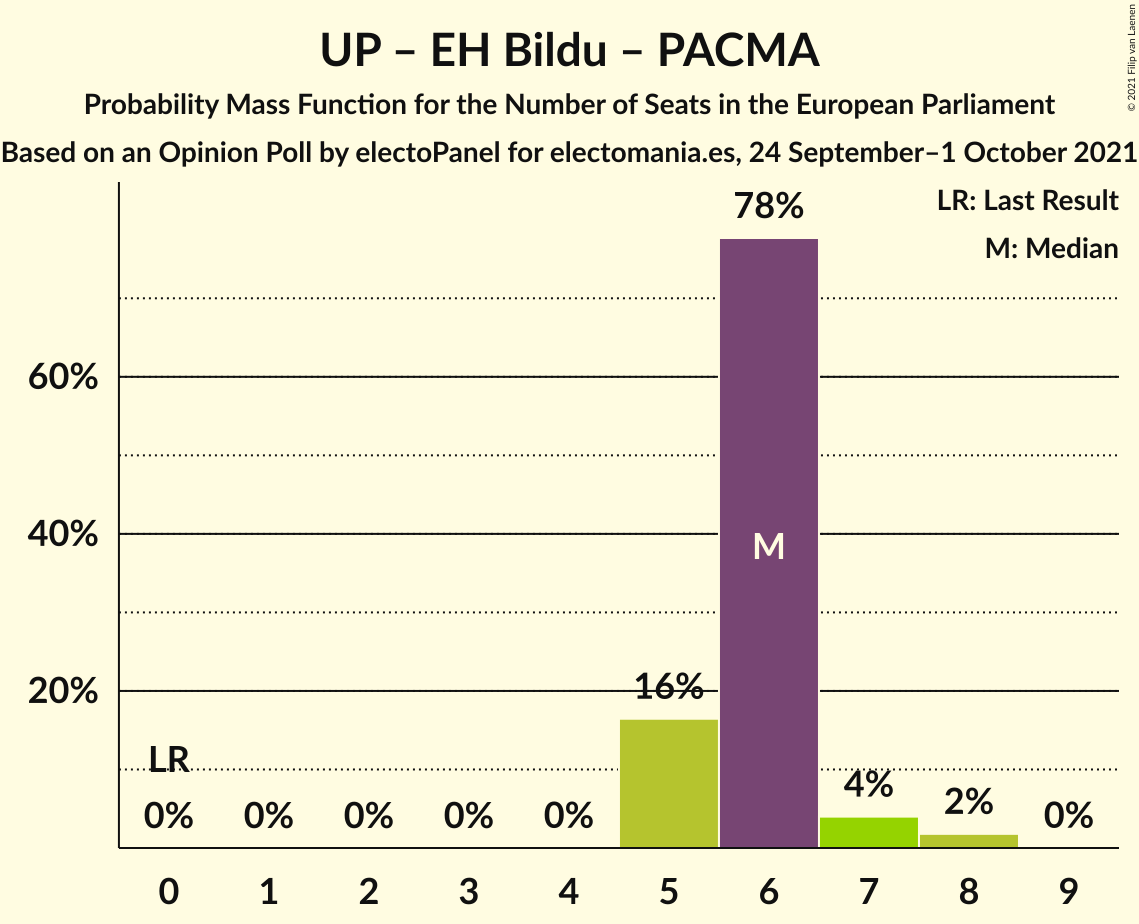 UP – EH Bildu – PACMA
Probability Mass Function for the Number of Seats in the European Parliament
Based on an Opinion Poll by electoPanel for electomania.es, 24 September–1 October 2021
© 2021 Filip van Laenen
LR: Last Result
M: Median
78%
60%
40%
M
20%
16%
LR
0%
0%
0%
0%
0%
4%
2%
0%
0
1
2
3
4
5
6
7
8
9